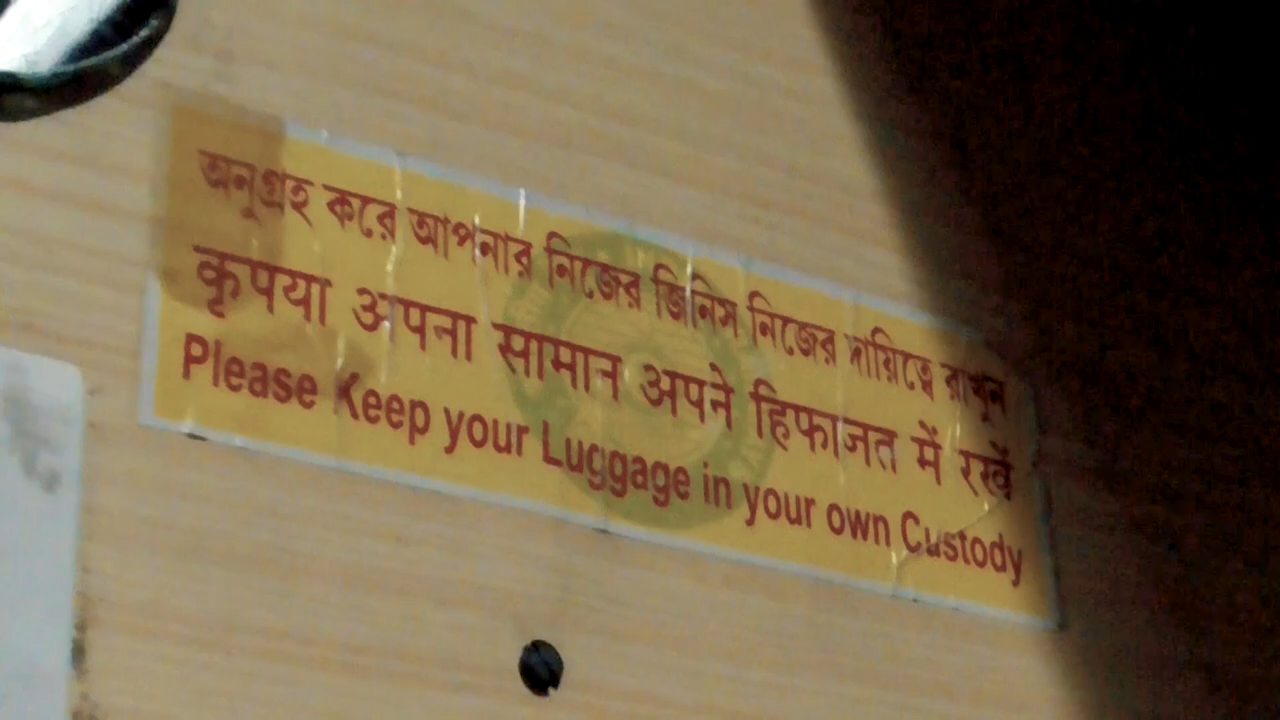 অনুগ্রহ করে আপনার নিজের জিনিস নিজের দায়িত্বে রাখুন
कृपया अपना सामान अपने हिफाजत में रखें
Please Keep your Luggage in your own Custody